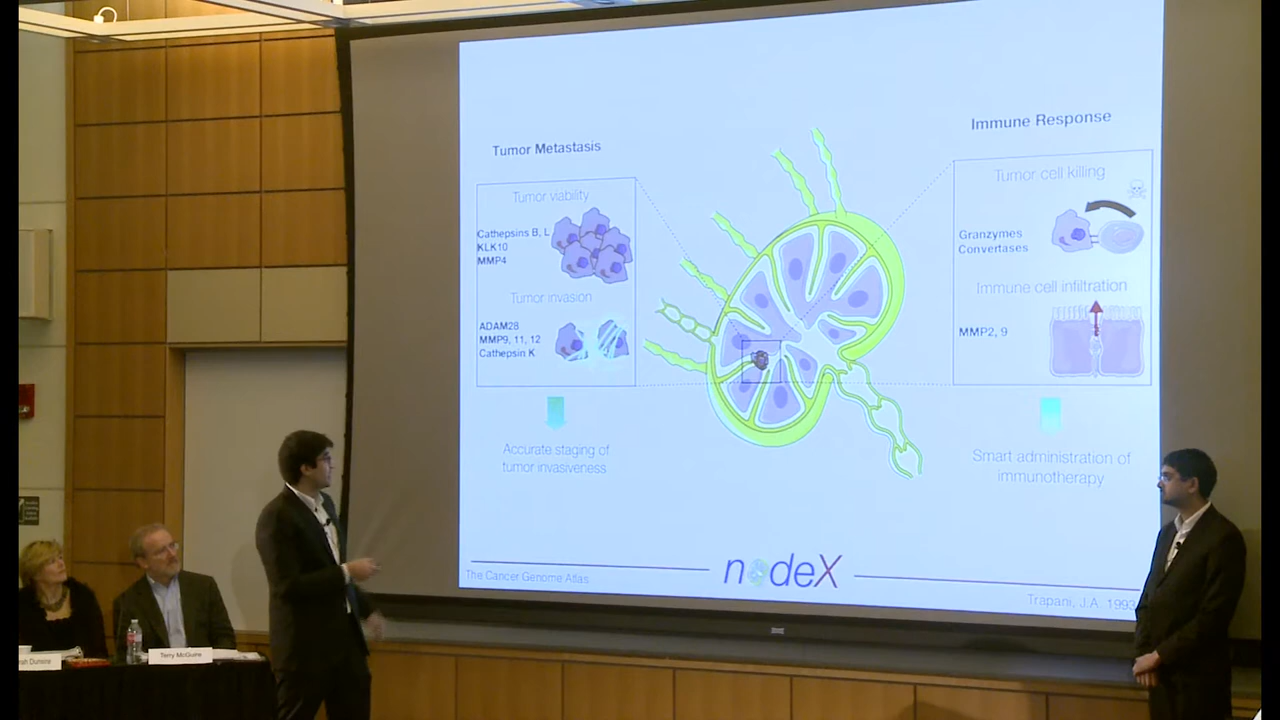 Tumor Metastasis
Tumor viability
Cathepsins B, L
KLK10
MMP4
Tumor invasion
ADAM28
MMP9, 11, 12
Cathepsin K
Accurate staging of
tumor invasiveness
Immune Response
Tumor cell killing
Granzymes
Convertases
Immune cell infiltration
MMP2, 9
Smart administration of
immunotherapy
The Cancer Genome Atlas
nodeX
Trapani, J.A. 1993
Terry McGuire